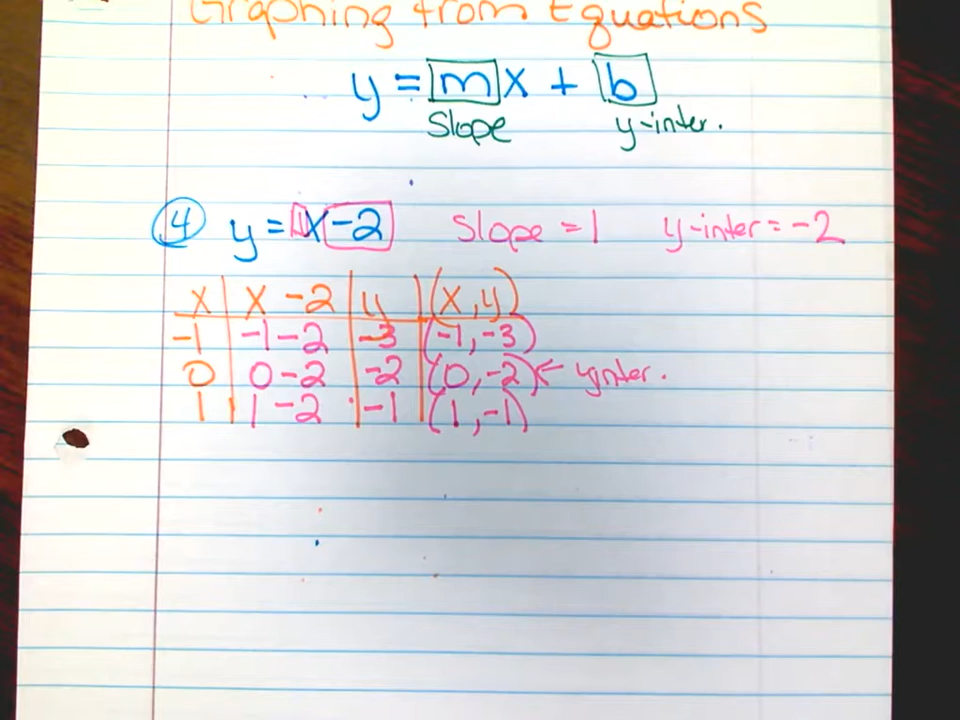 Graphing from Equations
y = mx + b
Slope y-inter.
4 y = 1x - 2 Slope = 1 y-inter = -2
x x - 2 y (x, y)
-1 -1 - 2 -3 (-1, -3)
0 0 - 2 -2 (0, -2) ← y-inter.
1 1 - 2 -1 (1, -1)